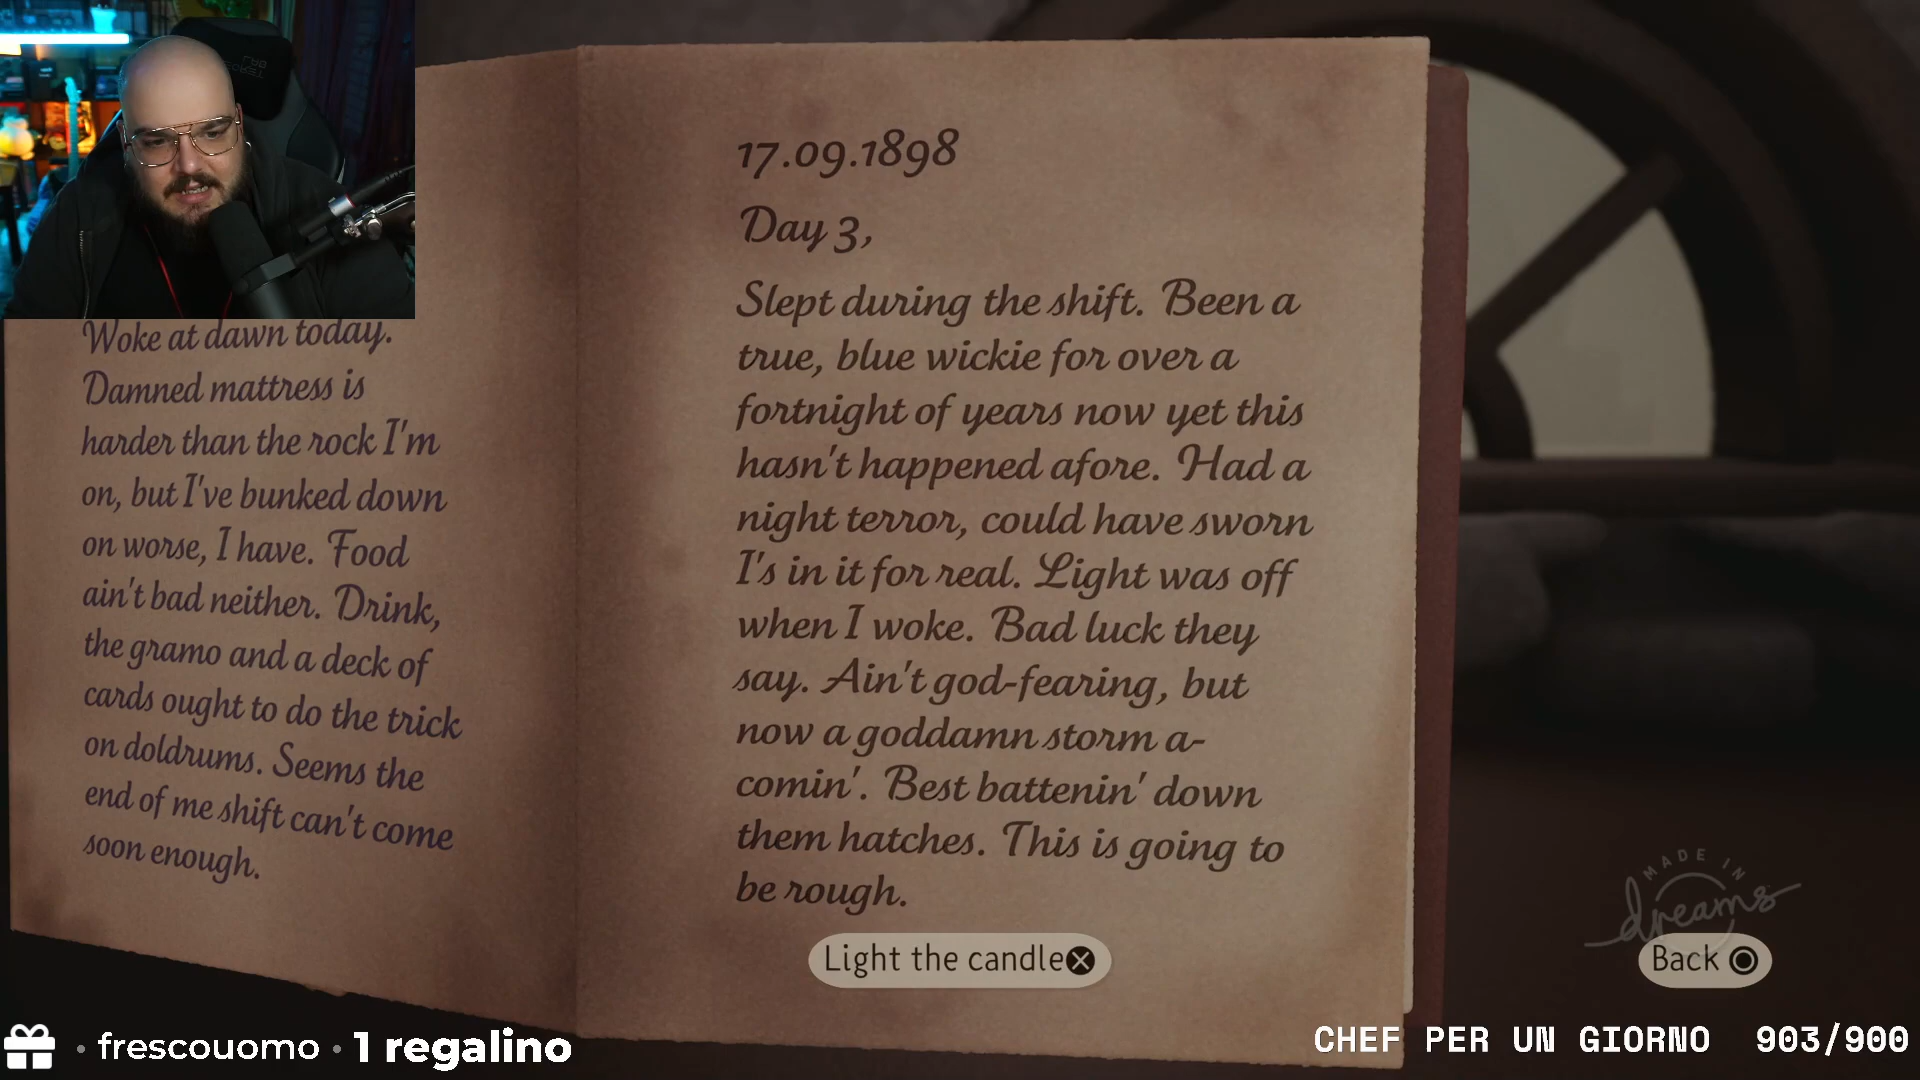 Woke at dawn today.
Damned mattress is
harder than the rock I'm
on, but I've bunked down
on worse, I have. Food
ain't bad neither. Drink,
the gramo and a deck of
cards ought to do the trick
on doldrums. Seems the
end of me shift can't come
soon enough.
17.09.1898
Day 3,
Slept during the shift. Been a
true, blue wickie for over a
fortnight of years now yet this
hasn't happened afore. Had a
night terror, could have sworn
I's in it for real. Light was off
when I woke. Bad luck they
say. Ain't god-fearing, but
now a goddamn storm a-
comin'. Best battenin' down
them hatches. This is going to
be rough.
MADE IN
dreams
Light the candle
Back
• frescouomo • 1 regalino
CHEF PER UN GIORNO 903/900